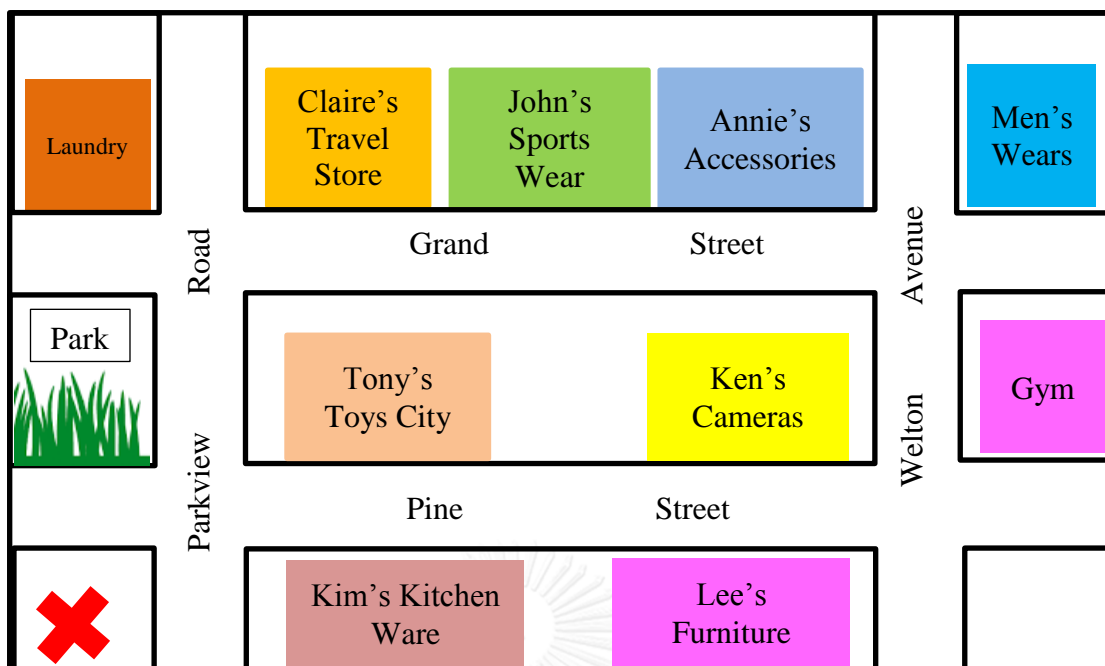 Laundry
Claire's
Travel
Store
John's
Sports
Wear
Annie's
Accessories
Men's
Wears
Grand Street
Parkview Road
Welton Avenue
Park
Tony's
Toys City
Ken's
Cameras
Gym
Pine Street
Kim's Kitchen
Ware
Lee's
Furniture